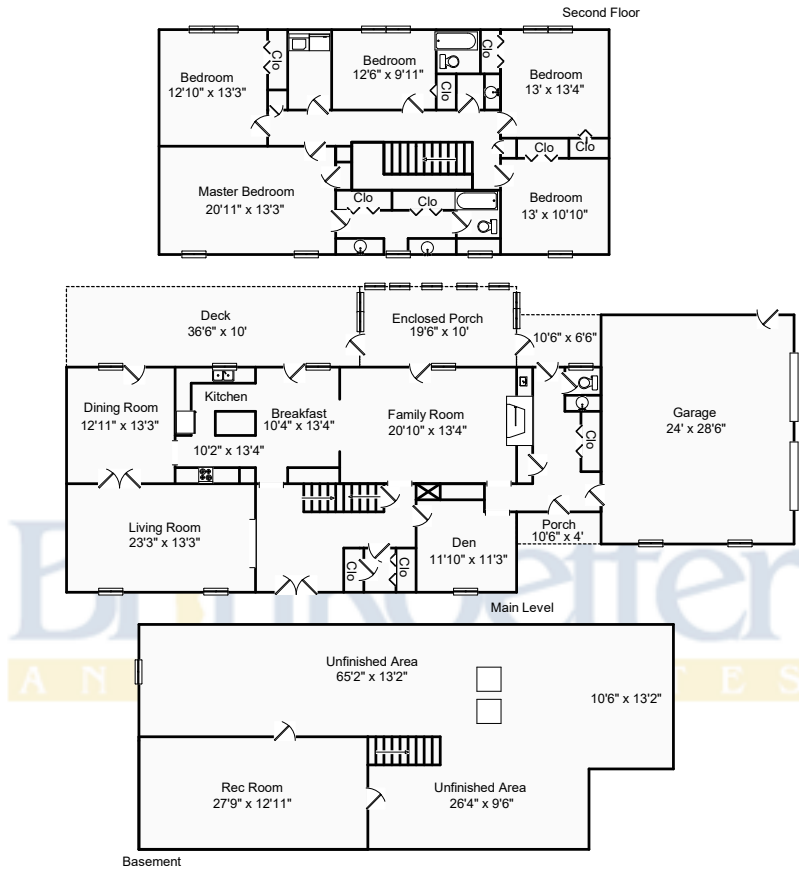 Second Floor
Bedroom
12'10" x 13'3"
Clo
Bedroom
12'6" x 9'11"
Clo
Clo
Bedroom
13' x 13'4"
Clo
Clo
Master Bedroom
20'11" x 13'3"
Clo
Clo
Bedroom
13' x 10'10"
Deck
36'6" x 10'
Enclosed Porch
19'6" x 10'
10'6" x 6'6"
Dining Room
12'11" x 13'3"
Kitchen
10'2" x 13'4"
Breakfast
10'4" x 13'4"
Family Room
20'10" x 13'4"
Clo
Garage
24' x 28'6"
Living Room
23'3" x 13'3"
Clo
Clo
Den
11'10" x 11'3"
Porch
10'6" x 4'
Main Level
Unfinished Area
65'2" x 13'2"
10'6" x 13'2"
Rec Room
27'9" x 12'11"
Unfinished Area
26'4" x 9'6"
Basement